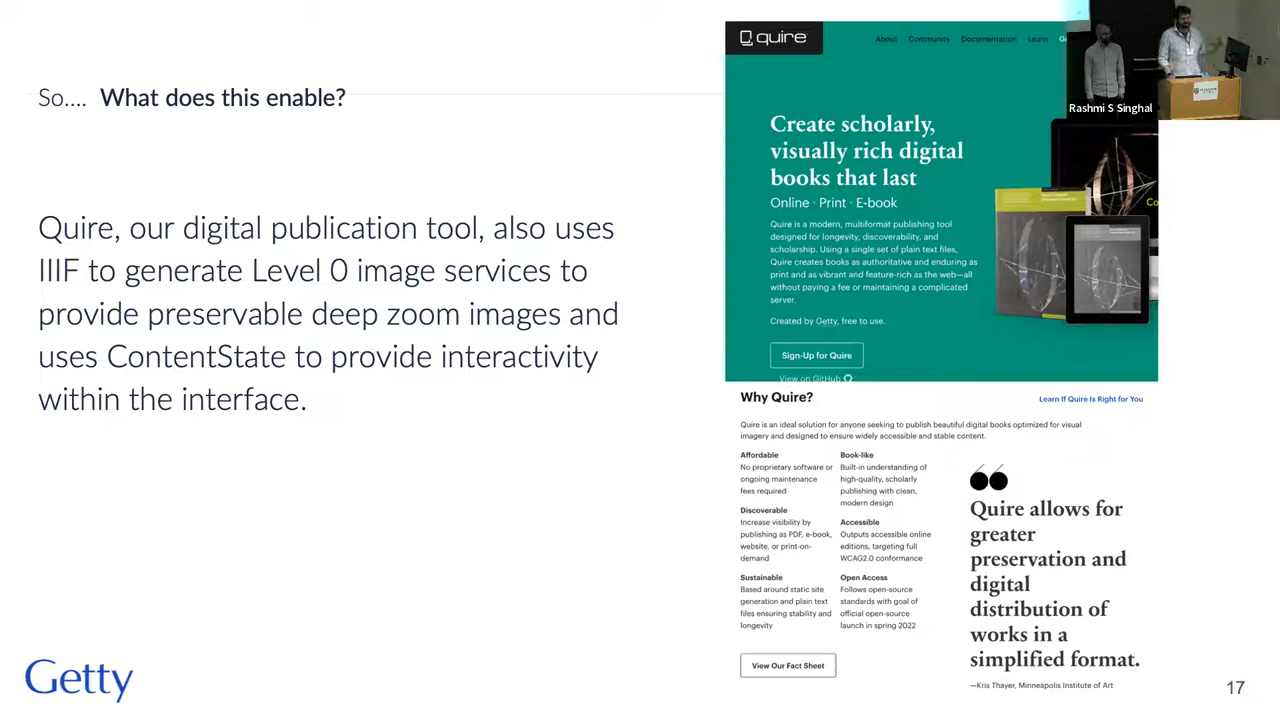 So.... What does this enable?
Quire, our digital publication tool, also uses
IIIF to generate Level 0 image services to
provide preservable deep zoom images and
uses ContentState to provide interactivity
within the interface.
Getty
quire
About Community Documentation Learn
Create scholarly,
visually rich digital
books that last
Online · Print · E-book
Quire is a modern, multiformat publishing tool
designed for longevity, discoverability, and
scholarship. Using a single set of plain text files,
Quire creates books as authoritative and enduring as
print and as vibrant and feature-rich as the web—all
without paying a fee or maintaining a complicated
server.
Created by Getty, free to use.
Sign-Up for Quire
View on GitHub
Why Quire?
Learn If Quire Is Right for You
Quire is an ideal solution for anyone seeking to publish beautiful digital books optimized for visual
imagery and designed to ensure widely accessible and stable content.
Affordable
No proprietary software or
ongoing maintenance
fees required
Discoverable
Increase visibility by
publishing as PDF, e-book,
website, or print-on-
demand
Sustainable
Based around static site
generation and plain text
files ensuring stability and
longevity
Book-like
Built-in understanding of
high-quality, scholarly
publishing with clean,
modern design
Accessible
Outputs accessible online
editions, targeting full
WCAG2.0 conformance
Open Access
Follows open-source
standards with goal of
official open-source
launch in spring 2022
View Our Fact Sheet
“
Quire allows for
greater
preservation and
digital
distribution of
works in a
simplified format.
—Kris Thayer, Minneapolis Institute of Art
Rashmi S Singhal
17